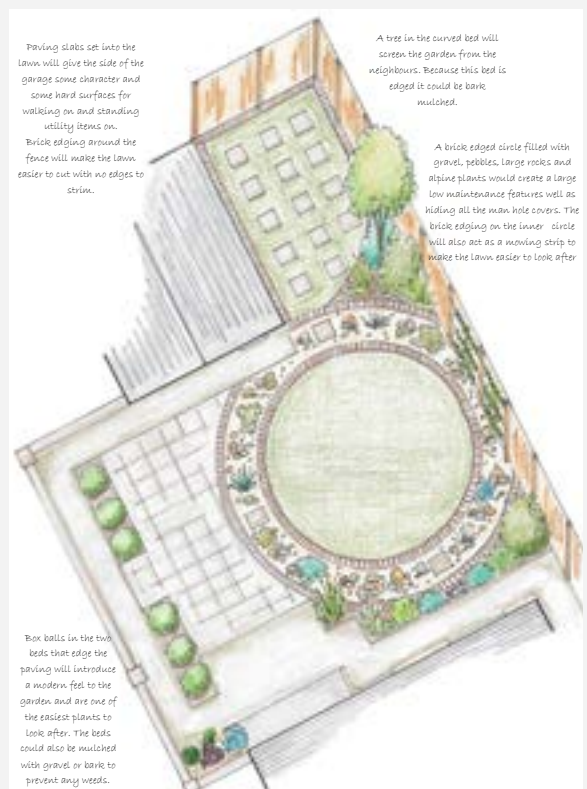 Paving slabs set into the
lawn will give the side of the
garage some character and
some hard surfaces for
walking on and standing
utility items on.
Brick edging around the
fence will make the lawn
easier to cut with no edges to
strim.
A tree in the curved bed will
screen the garden from the
neighbours. Because this bed is
edged it could be bark
mulched.
A brick edged circle filled with
gravel, pebbles, large rocks and
alpine plants would create a large
low maintenance features well as
hiding all the man hole covers. The
brick edging on the inner circle
will also act as a mowing strip to
make the lawn easier to look after
Box balls in the two
beds that edge the
paving will introduce
a modern feel to the
garden and are one of
the easiest plants to
look after. The beds
could also be mulched
with gravel or bark to
prevent any weeds.